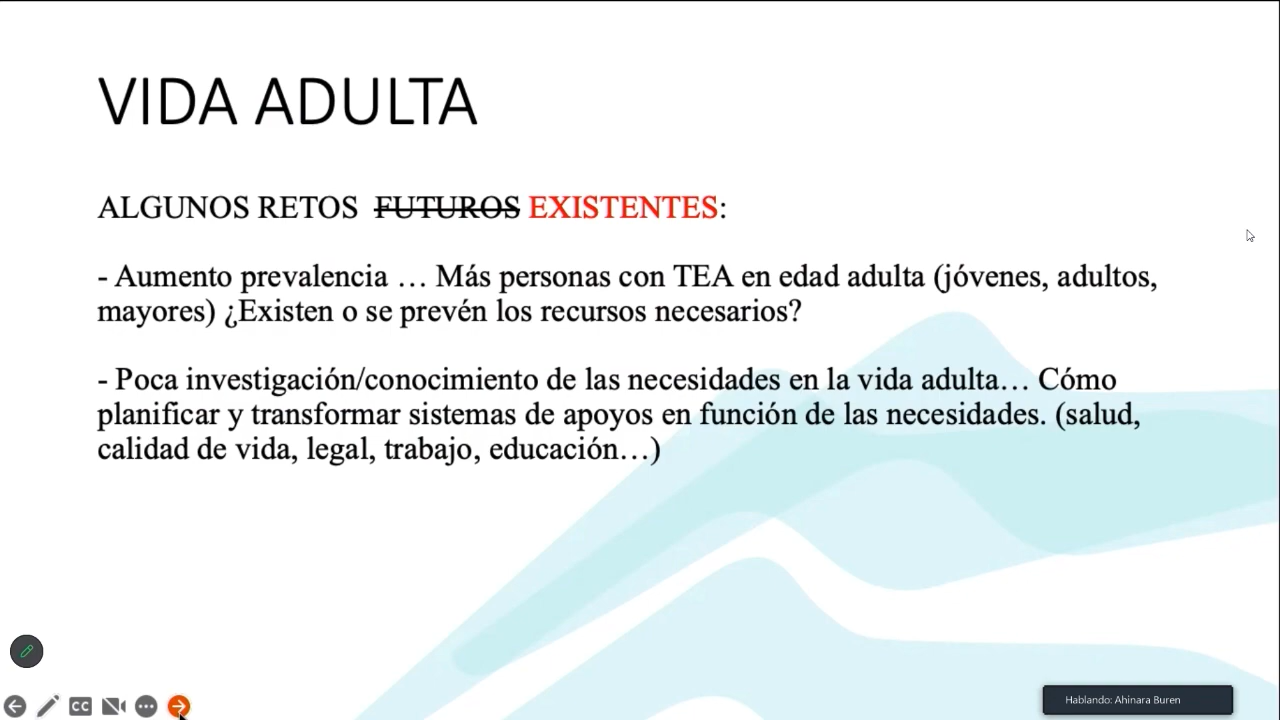 VIDA ADULTA
ALGUNOS RETOS FUTUROS EXISTENTES:
- Aumento prevalencia … Más personas con TEA en edad adulta (jóvenes, adultos,
mayores) ¿Existen o se prevén los recursos necesarios?
- Poca investigación/conocimiento de las necesidades en la vida adulta… Cómo
planificar y transformar sistemas de apoyos en función de las necesidades. (salud,
calidad de vida, legal, trabajo, educación…)
CC
Hablando: Ahinara Buren